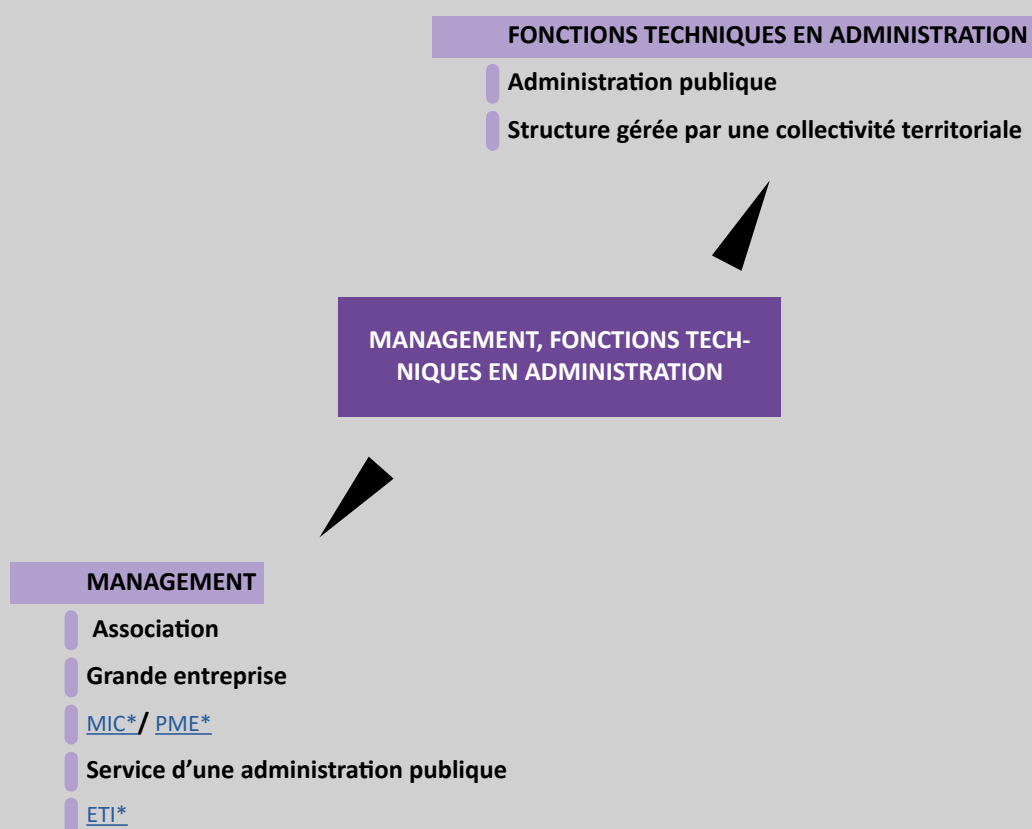 FONCTIONS TECHNIQUES EN ADMINISTRATION
Administration publique
Structure gérée par une collectivité territoriale
MANAGEMENT, FONCTIONS TECH-
NIQUES EN ADMINISTRATION
MANAGEMENT
Association
Grande entreprise
MIC*/ PME*
Service d’une administration publique
ETI*